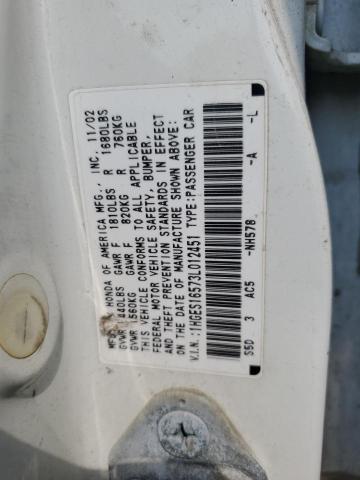 MFD. BY HONDA OF AMERICA MFG., INC. 11/02
GVWR 3440LBS GAWR F 1810LBS R 1680LBS
GVWR 1560KG GAWR F 820KG R 760KG
THIS VEHICLE CONFORMS TO ALL APPLICABLE
FEDERAL MOTOR VEHICLE SAFETY, BUMPER,
AND THEFT PREVENTION STANDARDS IN EFFECT
ON THE DATE OF MANUFACTURE SHOWN ABOVE.
V.I.N.: 1HGES16573L012451 TYPE: PASSENGER CAR
S5D 3 AC5 -NH578 -A -L